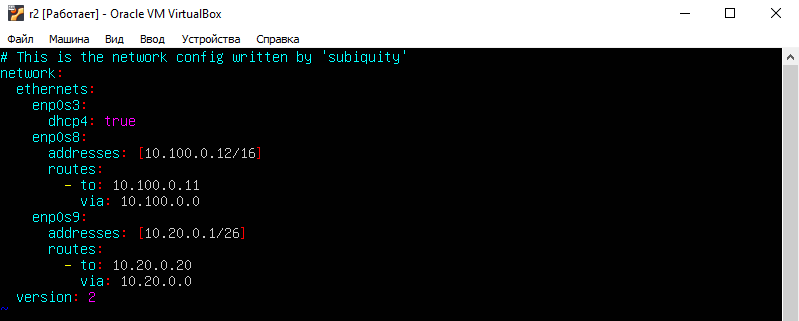 r2 [Работает] - Oracle VM VirtualBox
Файл Машина Вид Ввод Устройства Справка
# This is the network config written by 'subiquity'
network:
  ethernets:
    enp0s3:
      dhcp4: true
    enp0s8:
      addresses: [10.100.0.12/16]
      routes:
        - to: 10.100.0.11
          via: 10.100.0.0
    enp0s9:
      addresses: [10.20.0.1/26]
      routes:
        - to: 10.20.0.20
          via: 10.20.0.0
  version: 2
~